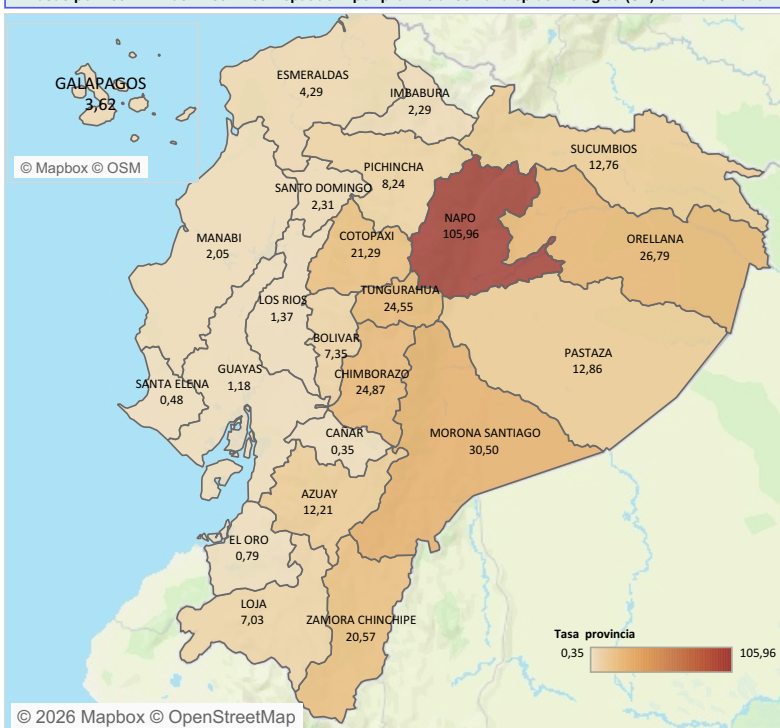 GALAPAGOS
3,62
© Mapbox © OSM
ESMERALDAS
4,29
IMBABURA
2,29
SUCUMBIOS
12,76
PICHINCHA
8,24
SANTO DOMINGO
2,31
NAPO
105,96
MANABI
2,05
COTOPAXI
21,29
ORELLANA
26,79
TUNGURAHUA
24,55
LOS RIOS
1,37
BOLIVAR
7,35
PASTAZA
12,86
GUAYAS
1,18
CHIMBORAZO
24,87
SANTA ELENA
0,48
CAÑAR
0,35
MORONA SANTIAGO
30,50
AZUAY
12,21
EL ORO
0,79
LOJA
7,03
ZAMORA CHINCHIPE
20,57
Tasa provincia
0,35
105,96
© 2026 Mapbox © OpenStreetMap